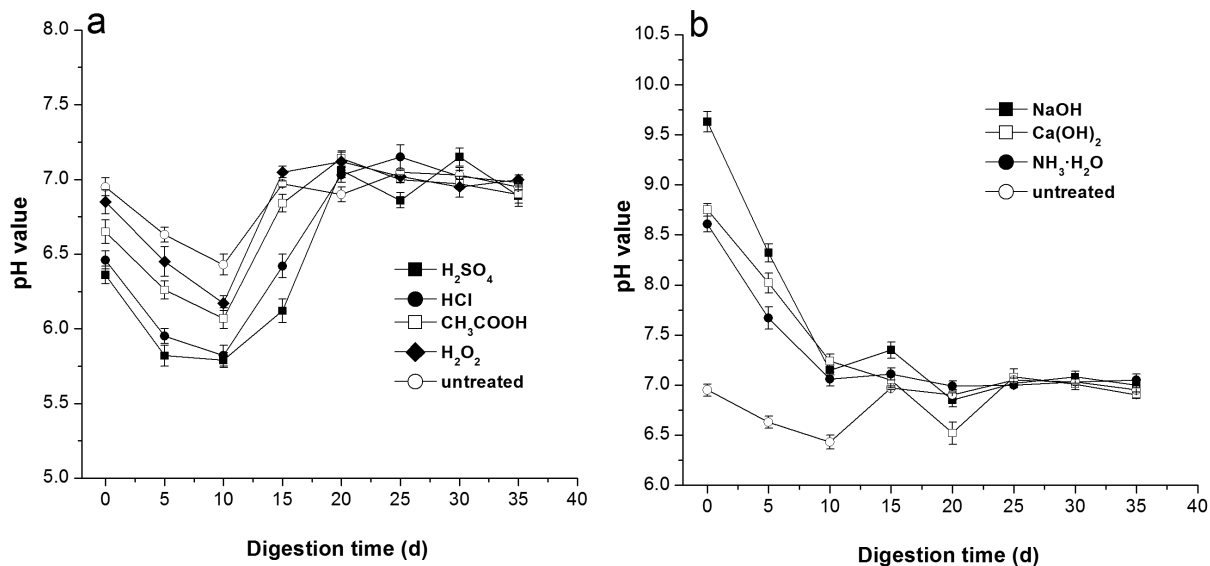 a
8.0
7.5
7.0
6.5
6.0
5.5
5.0
pH value
H₂SO₄
HCl
CH₃COOH
H₂O₂
untreated
0 5 10 15 20 25 30 35 40
Digestion time (d)
b
10.5
10.0
9.5
9.0
8.5
8.0
7.5
7.0
6.5
6.0
pH value
NaOH
Ca(OH)₂
NH₃·H₂O
untreated
0 5 10 15 20 25 30 35 40
Digestion time (d)